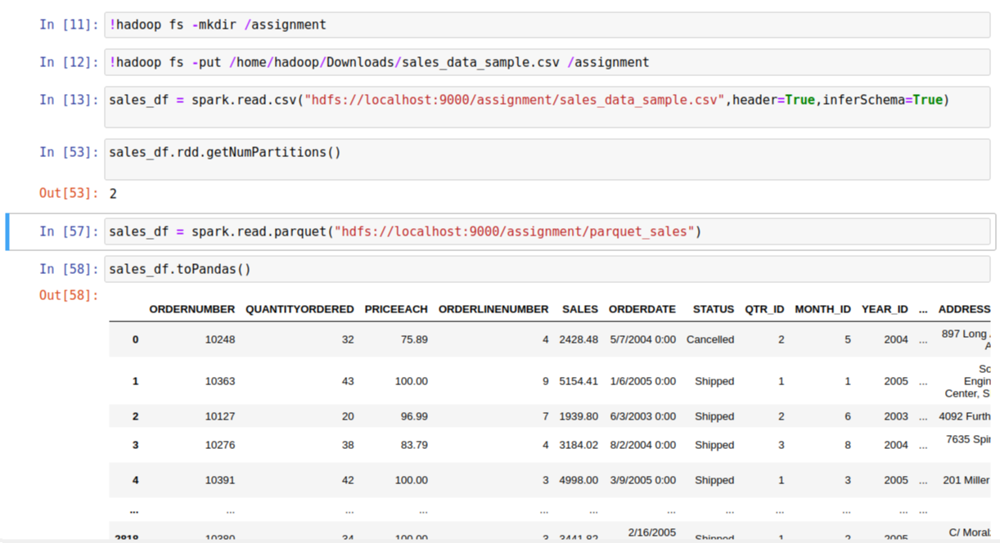 In [11]: !hadoop fs -mkdir /assignment
In [12]: !hadoop fs -put /home/hadoop/Downloads/sales_data_sample.csv /assignment
In [13]: sales_df = spark.read.csv("hdfs://localhost:9000/assignment/sales_data_sample.csv",header=True,inferSchema=True)
In [53]: sales_df.rdd.getNumPartitions()
Out[53]: 2
In [57]: sales_df = spark.read.parquet("hdfs://localhost:9000/assignment/parquet_sales")
In [58]: sales_df.toPandas()
Out[58]:
ORDERNUMBER QUANTITYORDERED PRICEEACH ORDERLINENUMBER SALES ORDERDATE STATUS QTR_ID MONTH_ID YEAR_ID ... ADDRESS
0 10248 32 75.89 4 2428.48 5/7/2004 0:00 Cancelled 2 5 2004 ... 897 Long
1 10363 43 100.00 9 5154.41 1/6/2005 0:00 Shipped 1 1 2005 ...
Engin
Center, S
2 10127 20 96.99 7 1939.80 6/3/2003 0:00 Shipped 2 6 2003 ... 4092 Furth
3 10276 38 83.79 4 3184.02 8/2/2004 0:00 Shipped 3 8 2004 ... 7635
4 10391 42 100.00 3 4998.00 3/9/2005 0:00 Shipped 1 3 2005 ... 201 Miller
... ... ... ... ... ... ... ... ... ... ... ...
2818 10380 34 100.00 3 3441.82 2/16/2005 Shipped 1 2 2005 ... C/